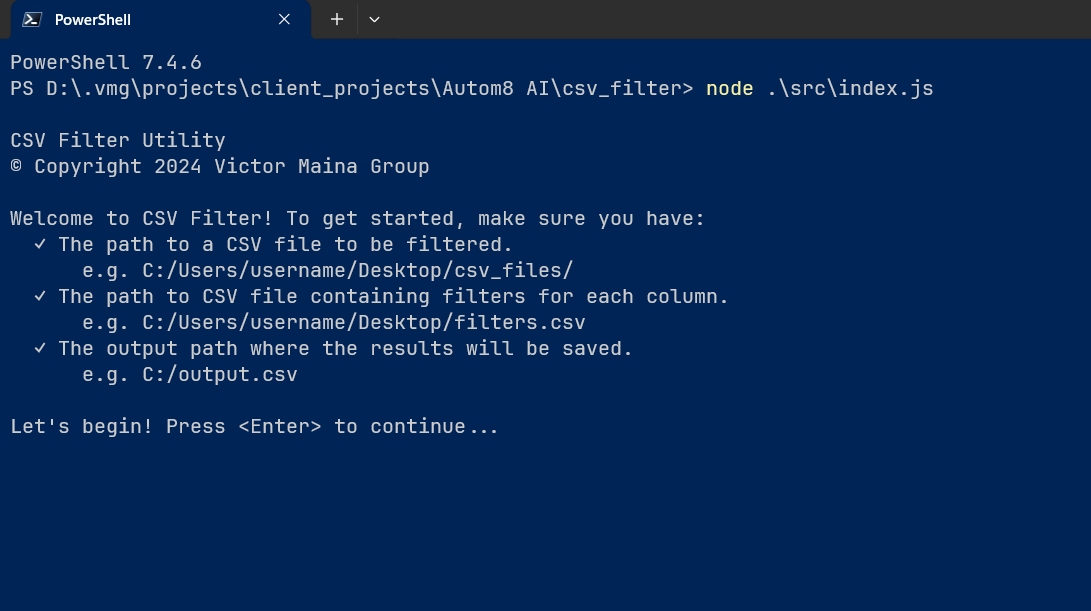 PowerShell
PowerShell 7.4.6
PS D:\.vmg\projects\client_projects\Autom8 AI\csv_filter> node .\src\index.js
CSV Filter Utility
© Copyright 2024 Victor Maina Group
Welcome to CSV Filter! To get started, make sure you have:
✓ The path to a CSV file to be filtered.
e.g. C:/Users/username/Desktop/csv_files/
✓ The path to CSV file containing filters for each column.
e.g. C:/Users/username/Desktop/filters.csv
✓ The output path where the results will be saved.
e.g. C:/output.csv
Let's begin! Press <Enter> to continue...